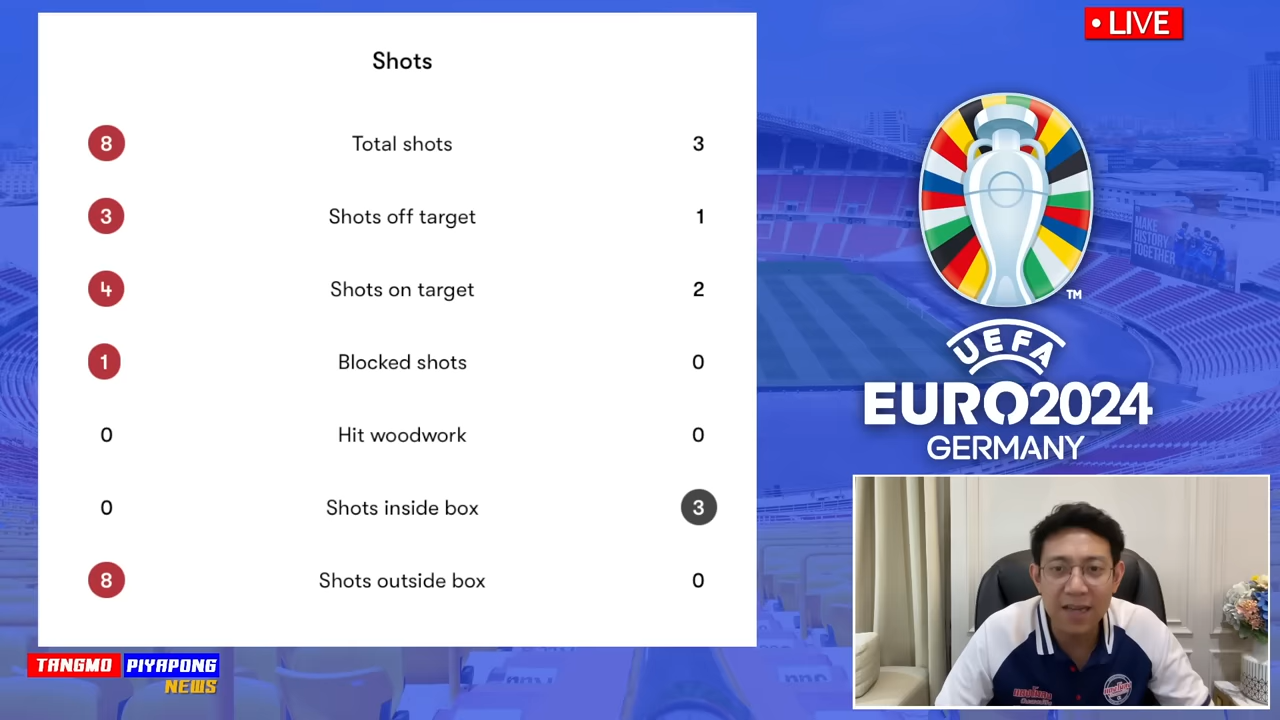 Shots
8 Total shots 3
3 Shots off target 1
4 Shots on target 2
1 Blocked shots 0
0 Hit woodwork 0
0 Shots inside box 3
8 Shots outside box 0
TANGMO PIYAPONG
NEWS
• LIVE
MAKE
HISTORY
TOGETHER
TM
UEFA
EURO2024
GERMANY